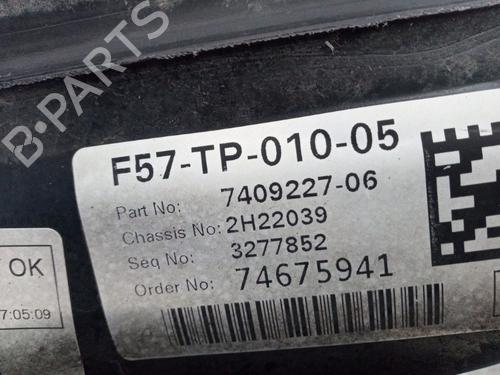 B-PARTS
F57-TP-010-05
Part No: 7409227-06
Chassis No: 2H22039
Seq No: 3277852
Order No: 74675941
OK
7:05:09